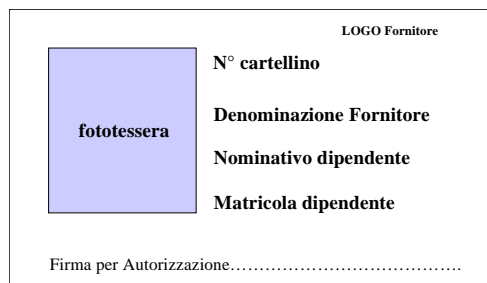 LOGO Fornitore
N° cartellino
Denominazione Fornitore
fototessera
Nominativo dipendente
Matricola dipendente
Firma per Autorizzazione…………………………………….